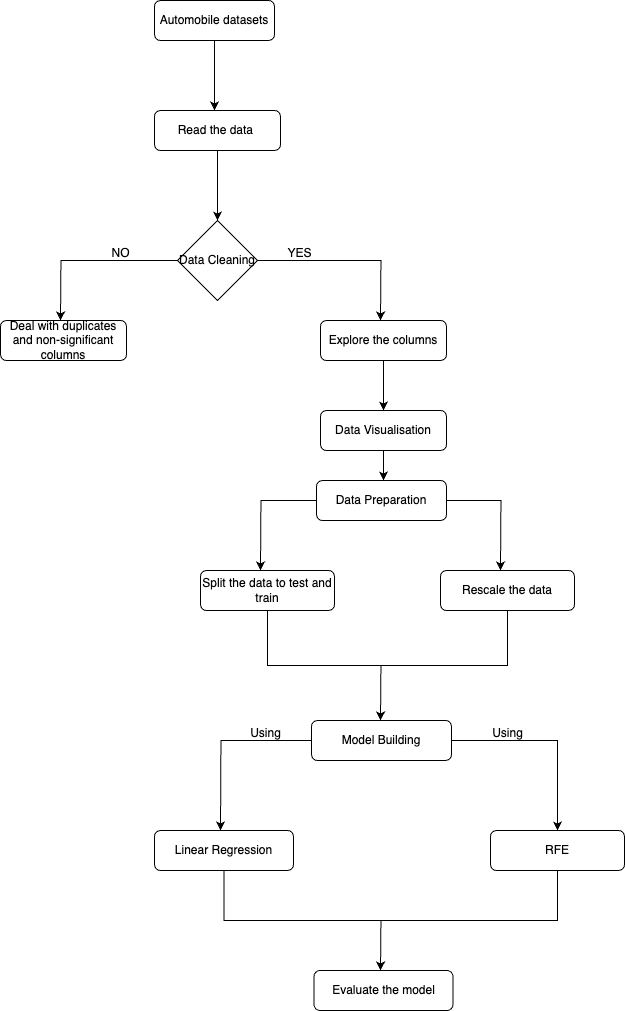 Automobile datasets
Read the data
NO
Data Cleaning
YES
Deal with duplicates
and non-significant
columns
Explore the columns
Data Visualisation
Data Preparation
Split the data to test and
train
Rescale the data
Using
Model Building
Using
Linear Regression
RFE
Evaluate the model